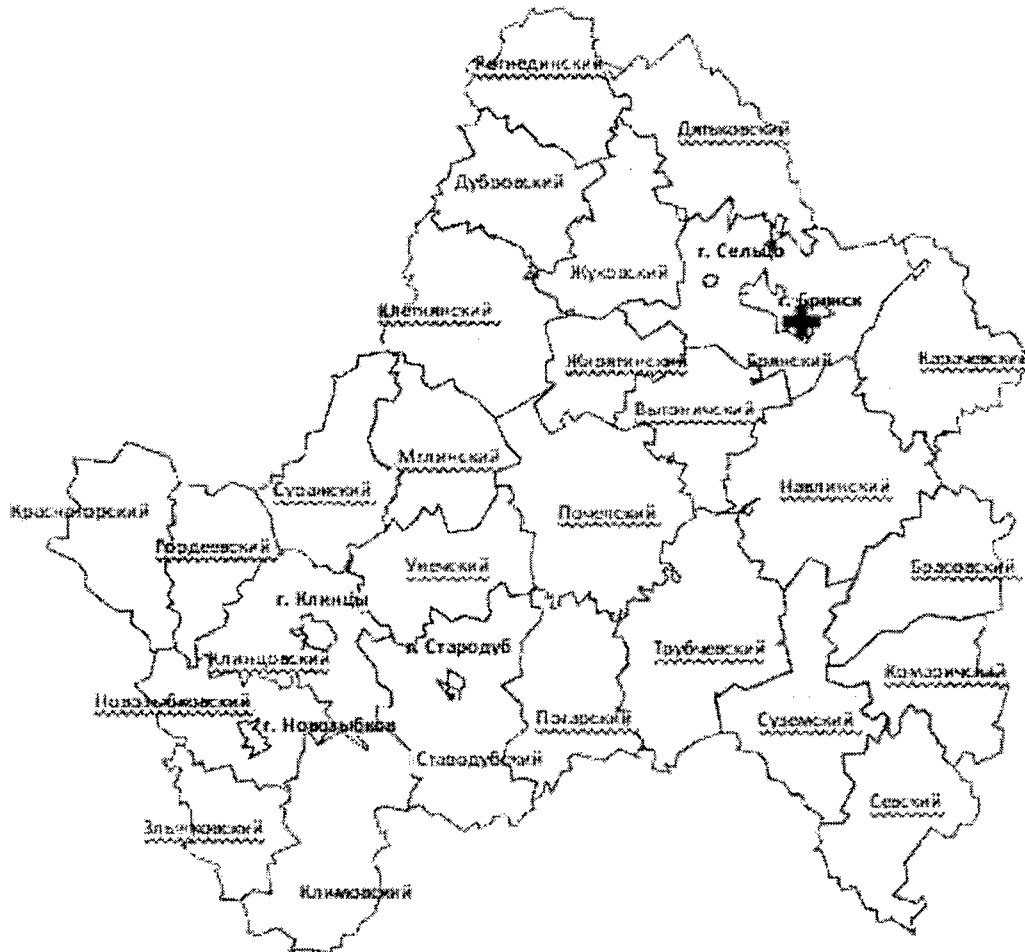 Рогнединский
Дятьковский
Дубровский
г. Сельцо
Жуковский
г. Брянск
Клетнянский
Жирятинский
Брянский
Карачевский
Выгоничский
Мглинский
Суражский
Навлинский
Красногорский
Почепский
Гордеевский
Унечский
Брасовский
г. Клинцы
г. Стародуб
Трубчевский
Клинцовский
Комаричский
Новозыбковский
г. Новозыбков
Погарский
Суземский
Стародубский
Севский
Злынковский
Климовский